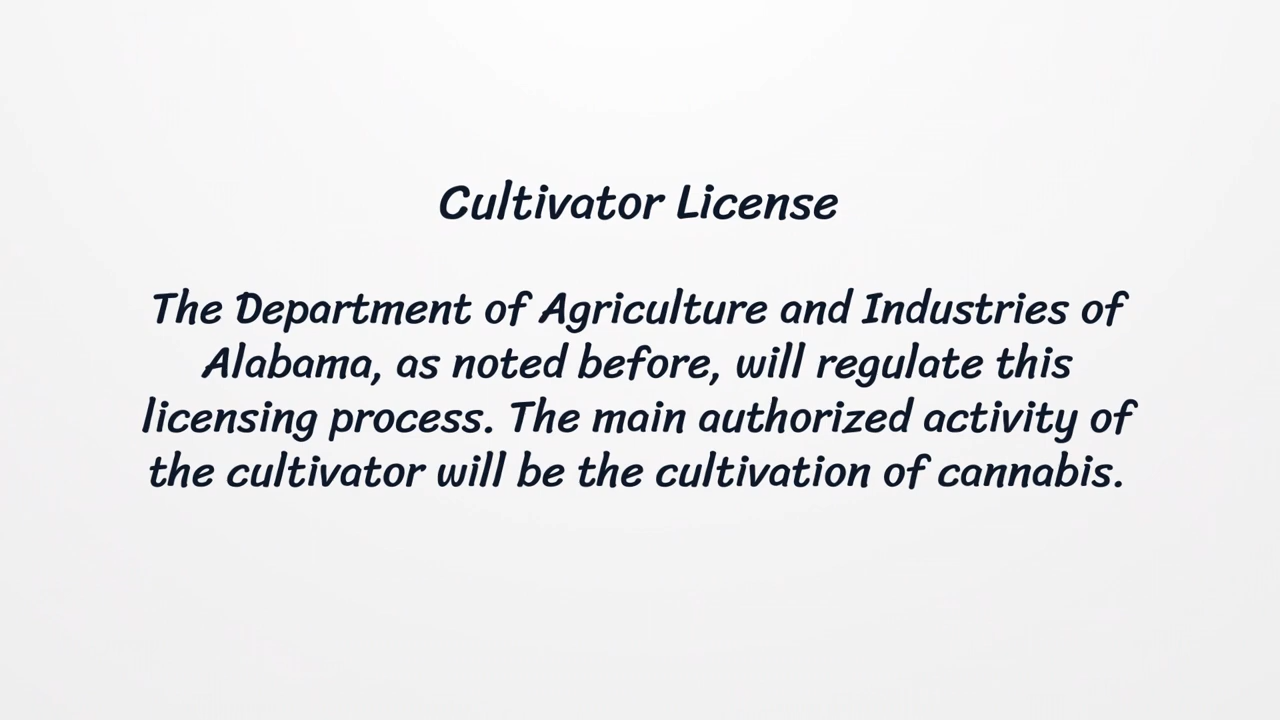 Cultivator License
The Department of Agriculture and Industries of
Alabama, as noted before, will regulate this
licensing process. The main authorized activity of
the cultivator will be the cultivation of cannabis.